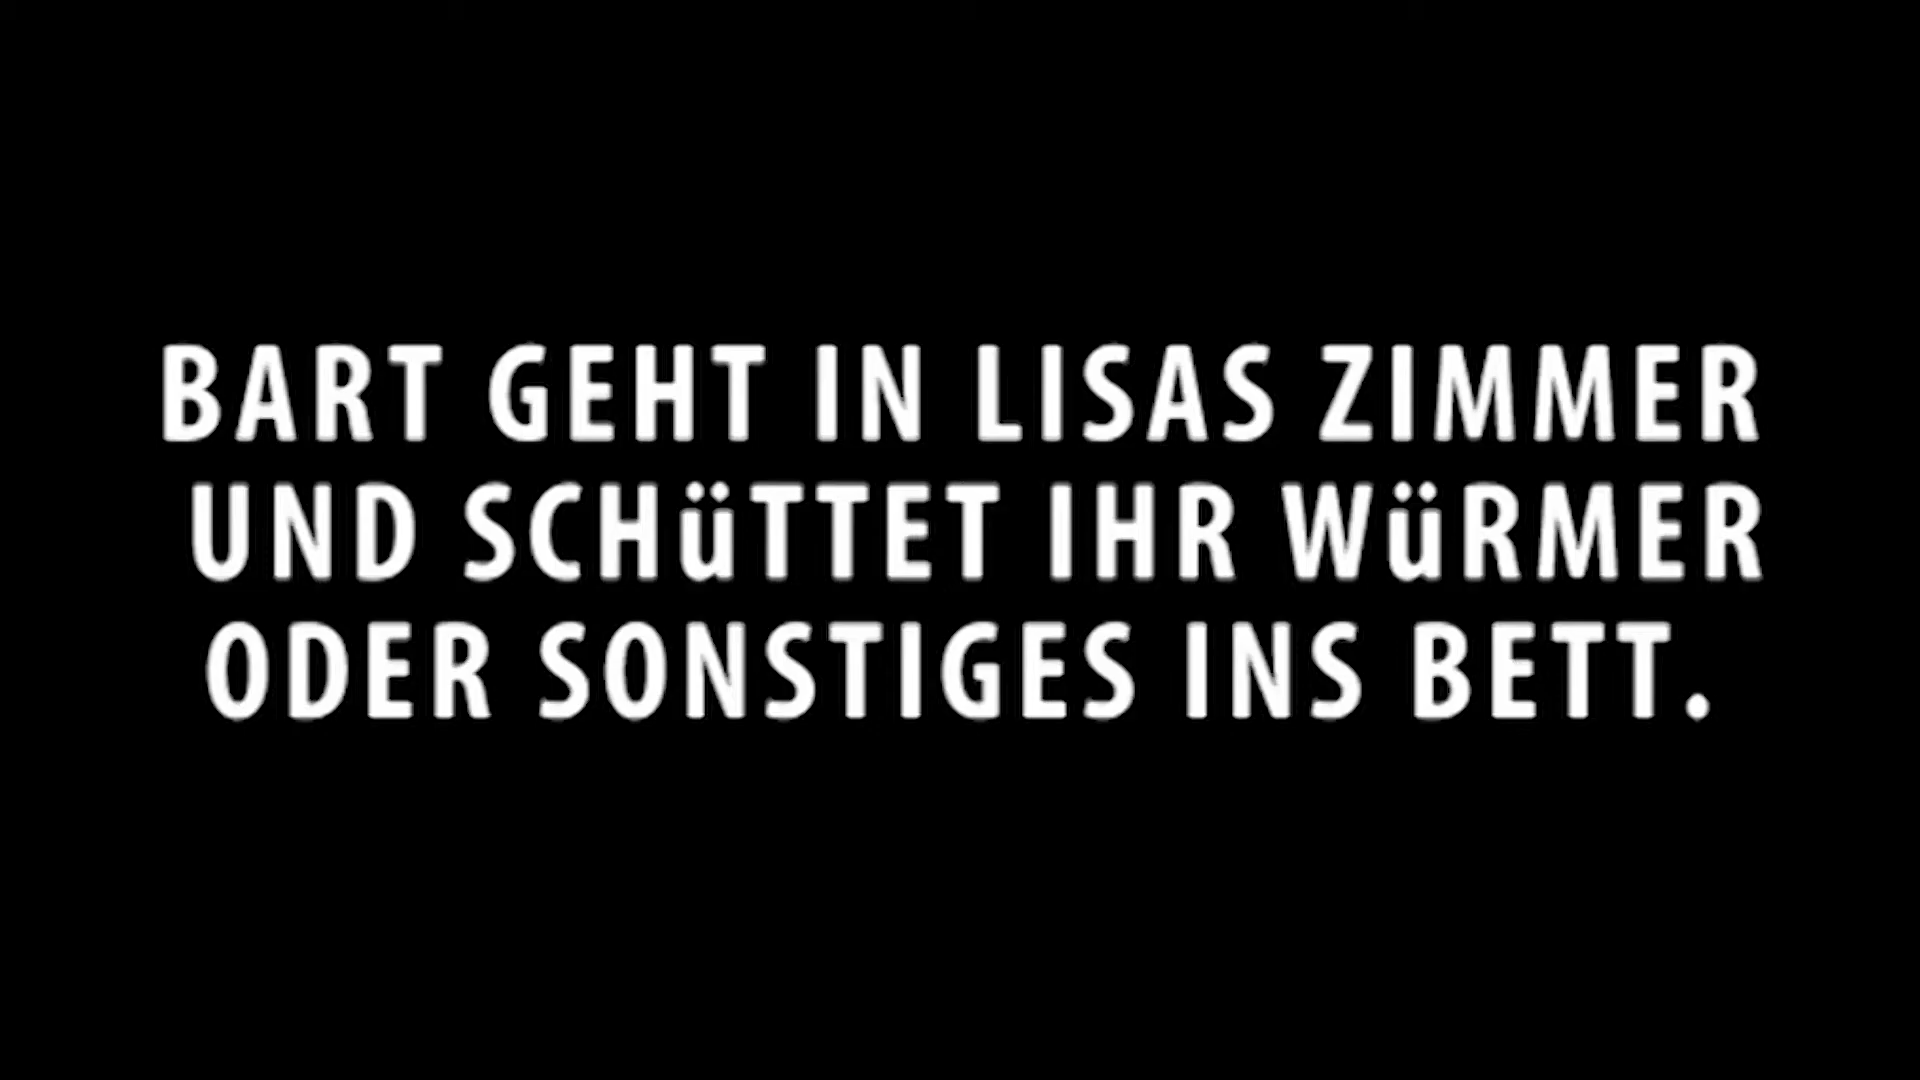 BART GEHT IN LISAS ZIMMER
UND SCHüTTET IHR WüRMER
ODER SONSTIGES INS BETT.